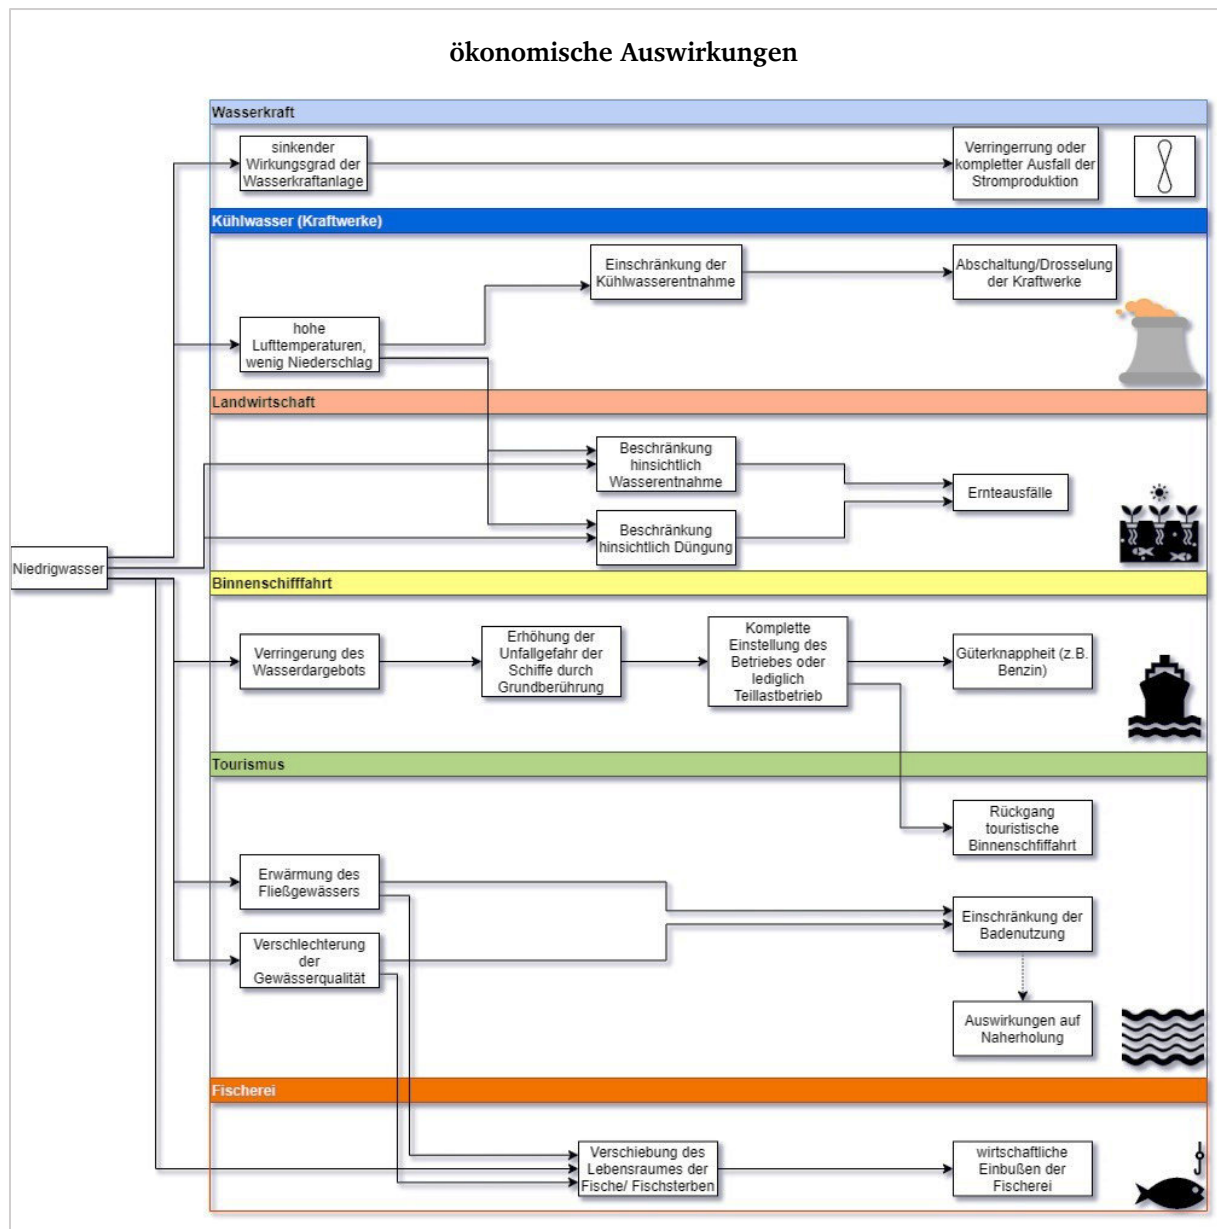 ökonomische Auswirkungen
Wasserkraft
sinkender
Wirkungsgrad der
Wasserkraftanlage
Verringerrung oder
kompletter Ausfall der
Stromproduktion
Kühlwasser (Kraftwerke)
Einschränkung der
Kühlwasserentnahme
Abschaltung/Drosselung
der Kraftwerke
hohe
Lufttemperaturen,
wenig Niederschlag
Landwirtschaft
Beschränkung
hinsichtlich
Wasserentnahme
Ernteausfälle
Beschränkung
hinsichtlich Düngung
Niedrigwasser
Binnenschifffahrt
Verringerung des
Wasserdargebots
Erhöhung der
Unfallgefahr der
Schiffe durch
Grundberührung
Komplette
Einstellung des
Betriebes oder
lediglich
Teillastbetrieb
Güterknappheit (z.B.
Benzin)
Tourismus
Rückgang
touristische
Binnenschiffahrt
Erwärmung des
Fließgewässers
Einschränkung der
Badenutzung
Verschlechterung
der
Gewässerqualität
Auswirkungen auf
Naherholung
Fischerei
Verschiebung des
Lebensraumes der
Fische/ Fischsterben
wirtschaftliche
Einbußen der
Fischerei